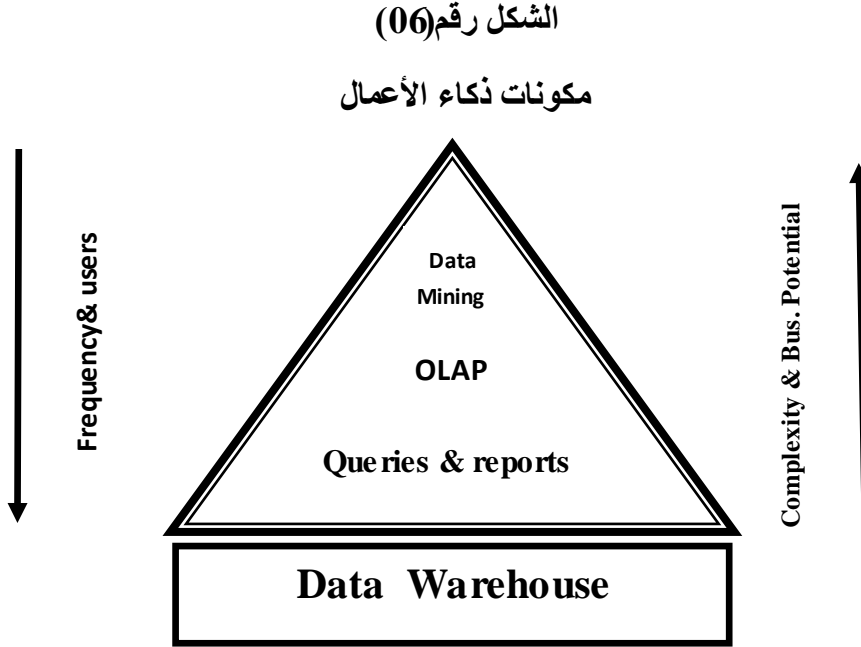 الشكل رقم(06)
مكونات ذكاء الأعمال
Frequency& users
Data
Mining
OLAP
Queries & reports
Complexity & Bus. Potential
Data Warehouse